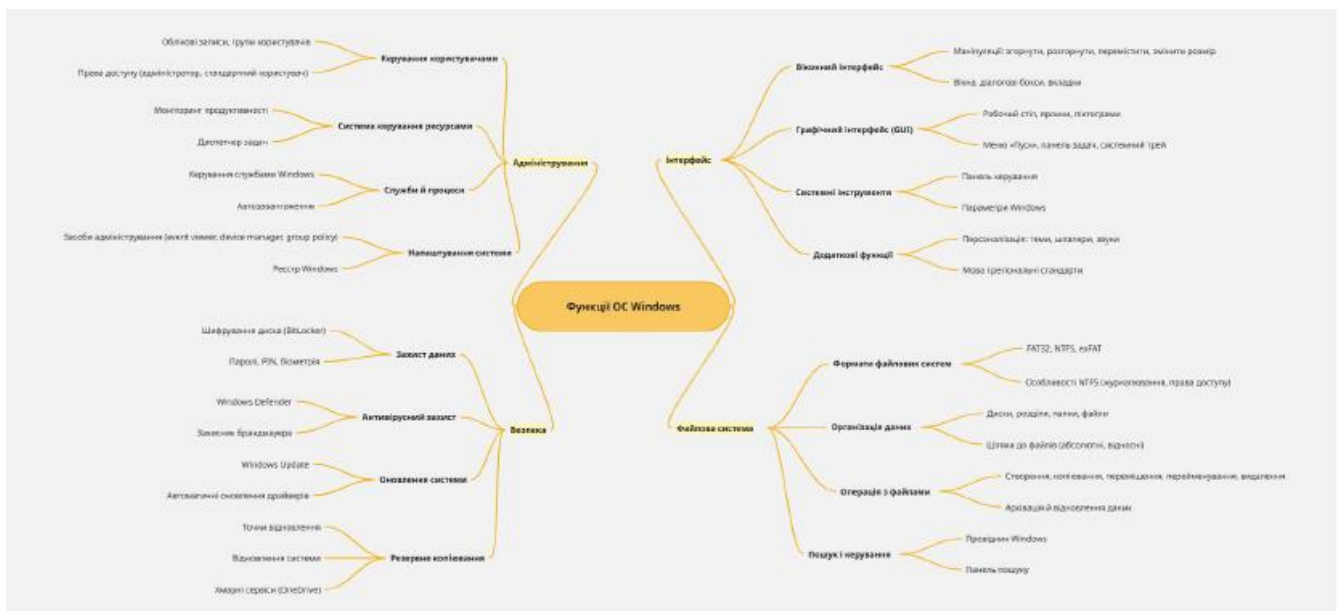 Функції ОС Windows
Адміністрування
Керування користувачами
Облікові записи, групи користувачів
Права доступу (адміністратор, стандартний користувач)
Система керування ресурсами
Моніторинг продуктивності
Диспетчер задач
Служби й процеси
Керування службами Windows
Автозавантаження
Налаштування системи
Засоби адміністрування (event viewer, device manager, group policy)
Реєстр Windows
Безпека
Захист даних
Шифрування диска (BitLocker)
Паролі, PIN, біометрія
Антивірусний захист
Windows Defender
Захисник брандмауера
Оновлення системи
Windows Update
Автоматичні оновлення драйверів
Резервне копіювання
Точки відновлення
Відновлення системи
Хмарні сервіси (OneDrive)
Інтерфейс
Віконний інтерфейс
Маніпуляції: згорнути, розгорнути, перемістити, змінити розмір
Вікна, діалогові бокси, вкладки
Графічний інтерфейс (GUI)
Робочий стіл, ярлики, піктограми
Меню «Пуск», панель задач, системний трей
Системні інструменти
Панель керування
Параметри Windows
Додаткові функції
Персоналізація: теми, шпалери, звуки
Мова і регіональні стандарти
Файлова система
Формати файлових систем
FAT32, NTFS, exFAT
Особливості NTFS (журналювання, права доступу)
Організація даних
Диски, розділи, папки, файли
Шляхи до файлів (абсолютні, відносні)
Операція з файлами
Створення, копіювання, переміщення, перейменування, видалення
Архівація й відновлення даних
Пошук і керування
Провідник Windows
Панель пошуку